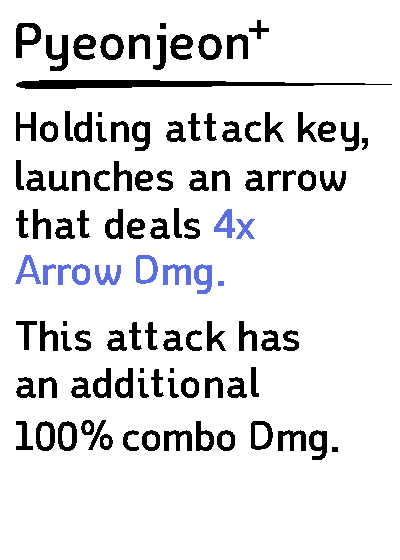 Pyeonjeon+
Holding attack key,
launches an arrow
that deals 4x
Arrow Dmg.
This attack has
an additional
100% combo Dmg.